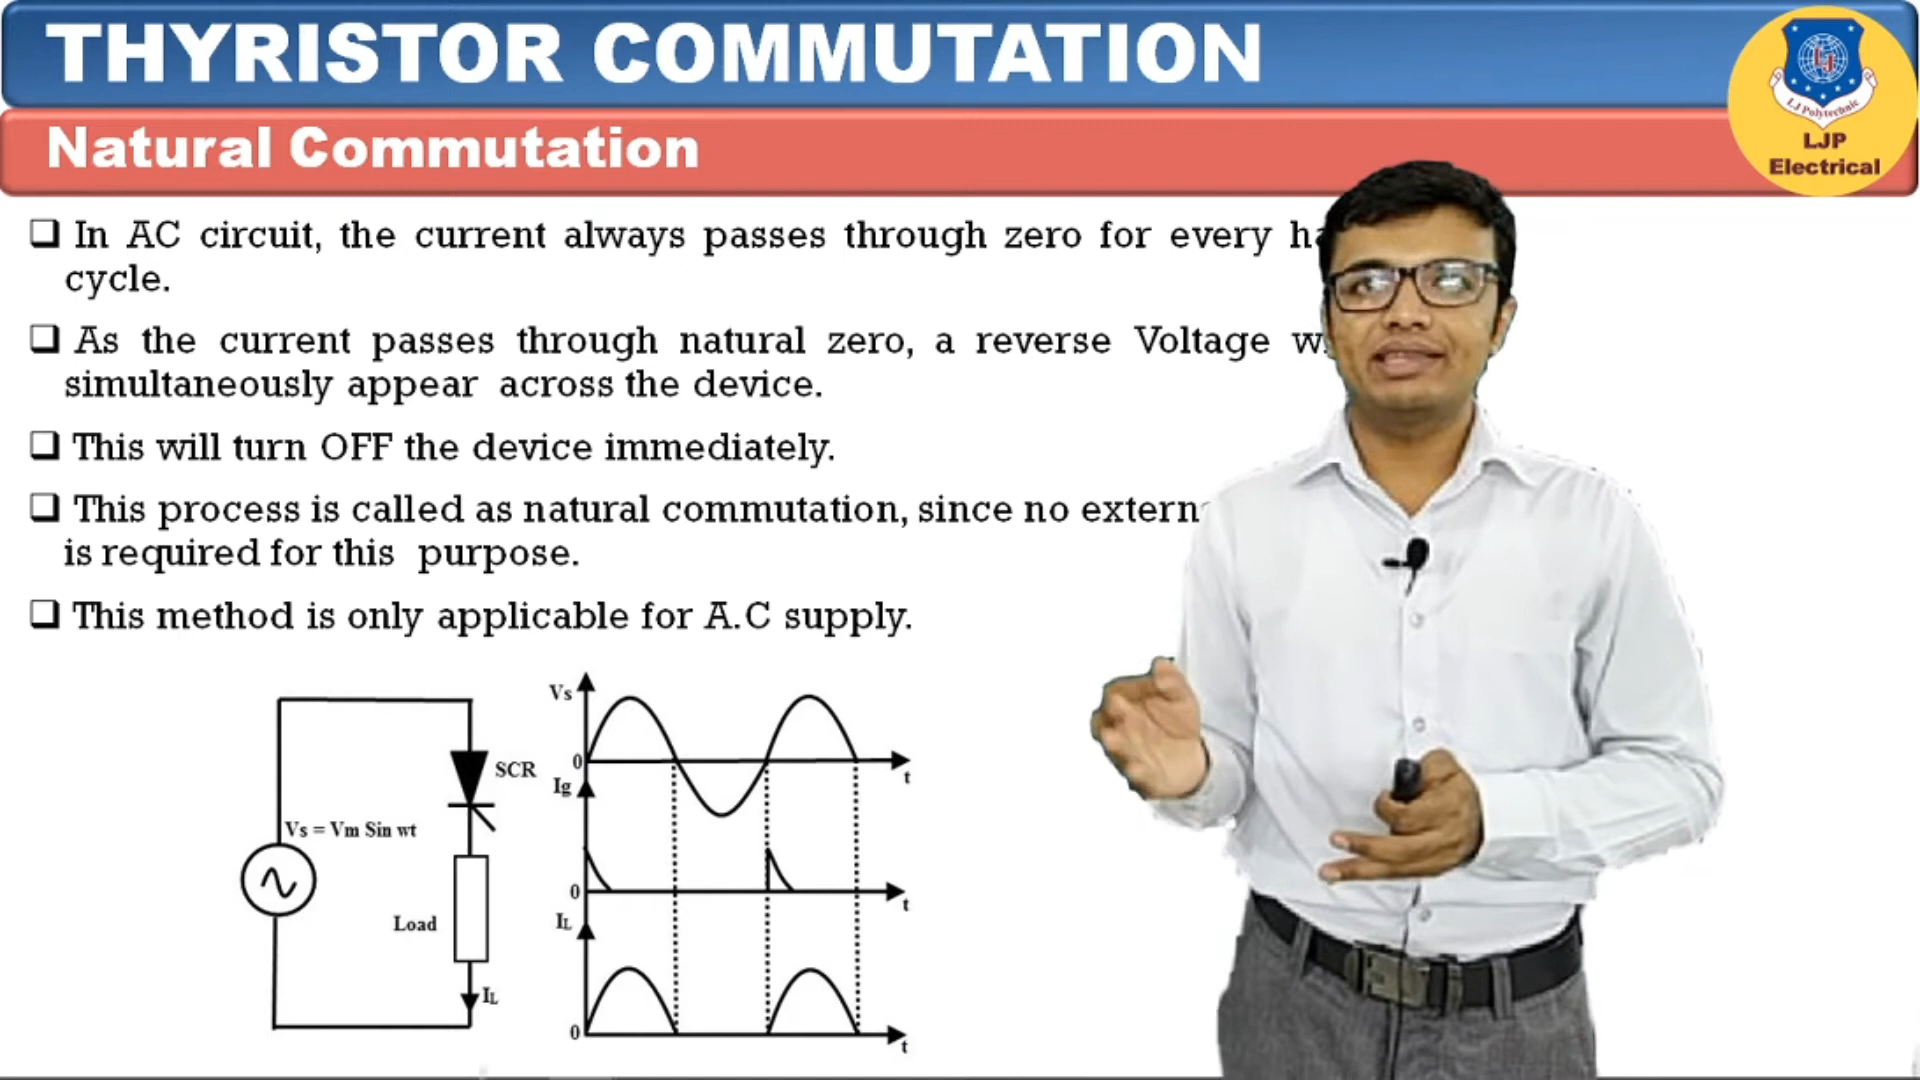 THYRISTOR COMMUTATION
Natural Commutation
LJ Polytechnic
LJP
Electrical
❑ In AC circuit, the current always passes through zero for every
cycle.
❑ As the current passes through natural zero, a reverse Voltage
simultaneously appear across the device.
❑ This will turn OFF the device immediately.
❑ This process is called as natural commutation, since no
is required for this purpose.
❑ This method is only applicable for A.C supply.
SCR
Vs = Vm Sin wt
Load
IL
Vs
0
t
Ig
0
t
IL
0
t